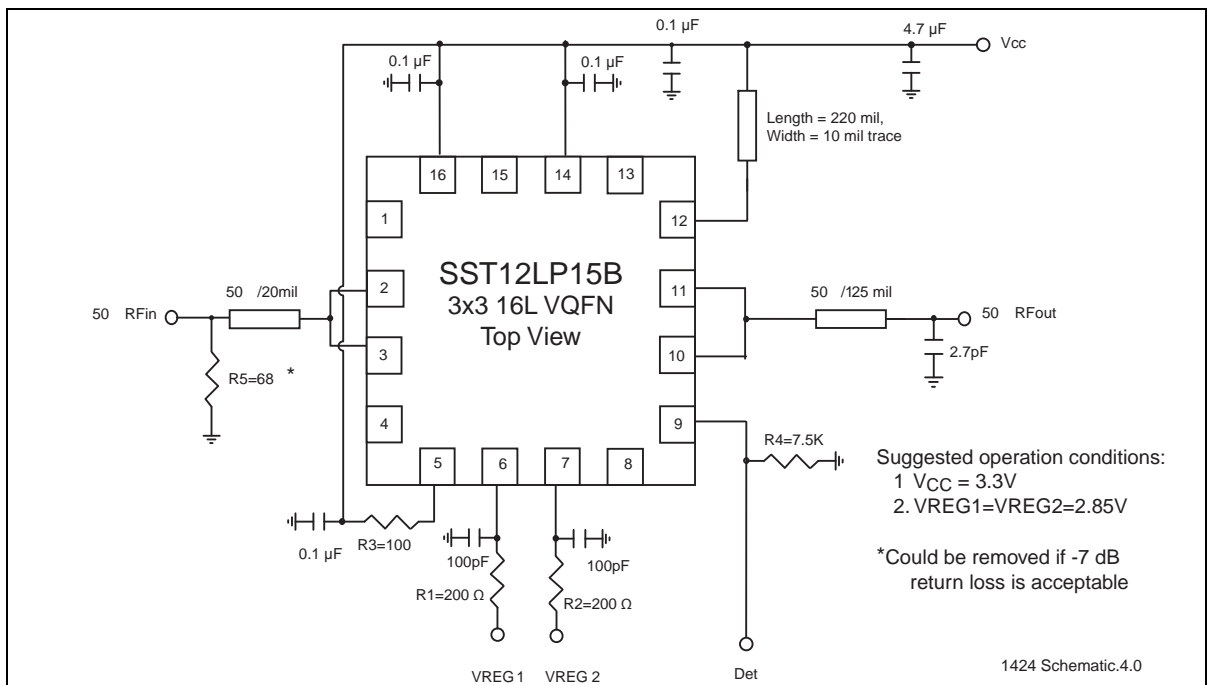 0.1 µF
4.7 µF
Vcc
0.1 µF
0.1 µF
Length = 220 mil,
Width = 10 mil trace
16
15
14
13
1
12
SST12LP15B
3x3 16L VQFN
Top View
50 /20mil
2
11
50 /125 mil
50 RFin
50 RFout
3
10
2.7pF
R5=68 *
4
9
R4=7.5K
5
6
7
8
Suggested operation conditions:
1 VCC = 3.3V
2. VREG1=VREG2=2.85V
0.1 µF
R3=100
100pF
100pF
*Could be removed if -7 dB
return loss is acceptable
R1=200 Ω
R2=200 Ω
VREG 1
VREG 2
Det
1424 Schematic.4.0